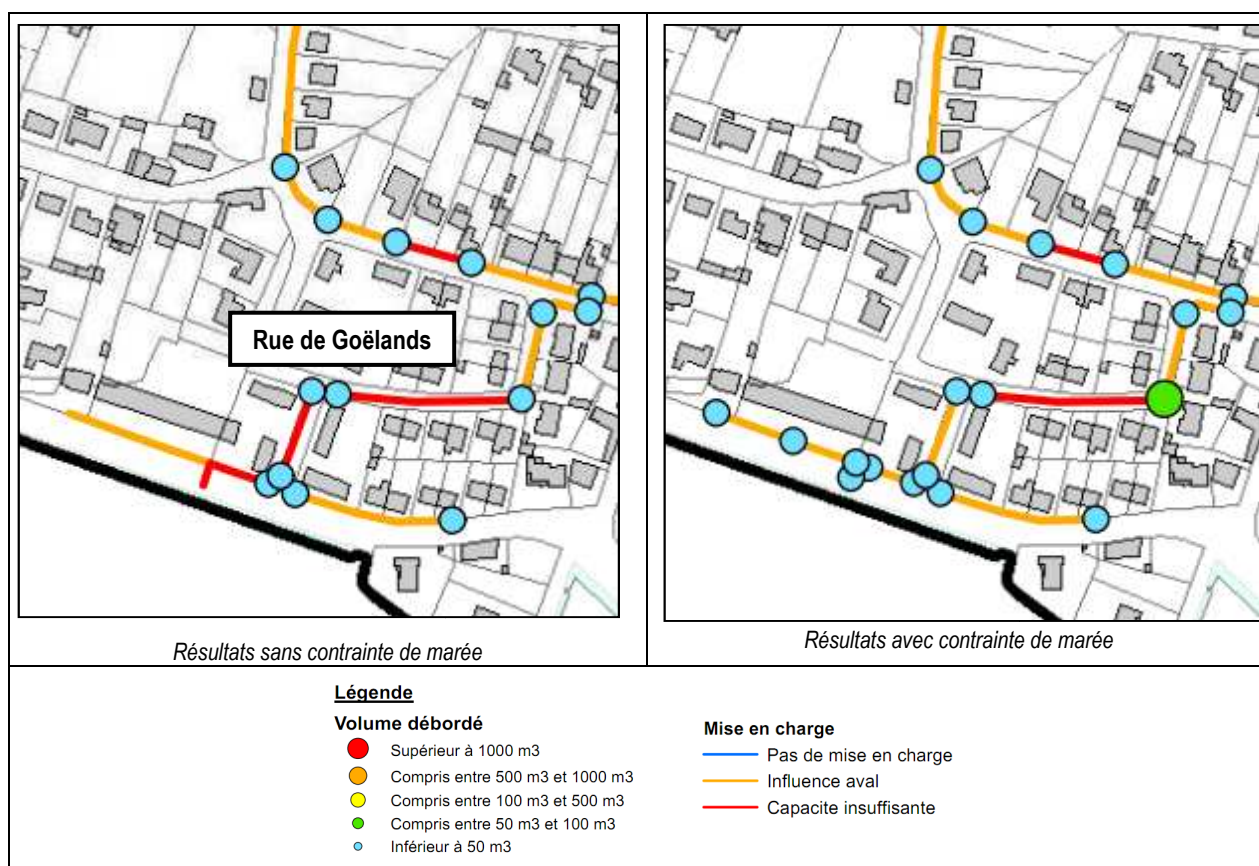 Rue de Goëlands
Résultats sans contrainte de marée
Résultats avec contrainte de marée
Légende
Volume débordé
Supérieur à 1000 m3
Compris entre 500 m3 et 1000 m3
Compris entre 100 m3 et 500 m3
Compris entre 50 m3 et 100 m3
Inférieur à 50 m3
Mise en charge
Pas de mise en charge
Influence aval
Capacite insuffisante